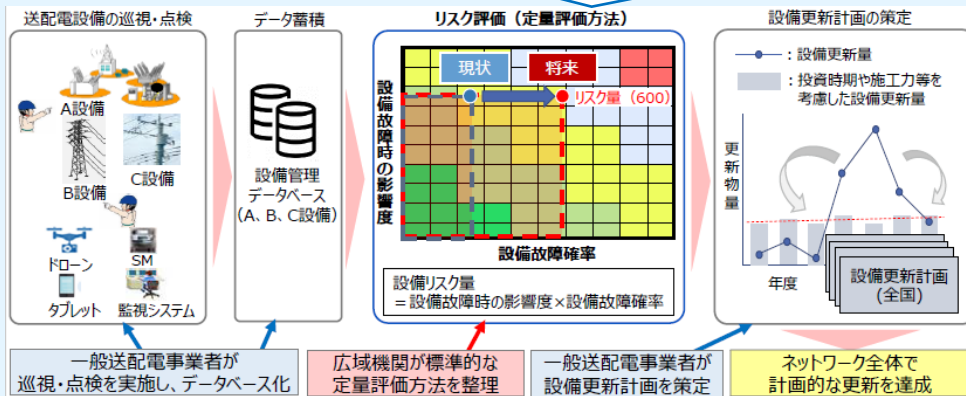 送配電設備の巡視・点検
A設備
B設備
C設備
ドローン
SM
タブレット
監視システム
データ蓄積
設備管理
データベース
(A、B、C設備)
リスク評価（定量評価方法）
現状
将来
リスク量（600）
設備故障時の影響度
設備故障確率
設備リスク量
＝設備故障時の影響度×設備故障確率
設備更新計画の策定
：設備更新量
：投資時期や施工力等を
考慮した設備更新量
更新物量
年度
設備更新計画
(全国)
一般送配電事業者が
巡視・点検を実施し、データベース化
広域機関が標準的な
定量評価方法を整理
一般送配電事業者が
設備更新計画を策定
ネットワーク全体で
計画的な更新を達成